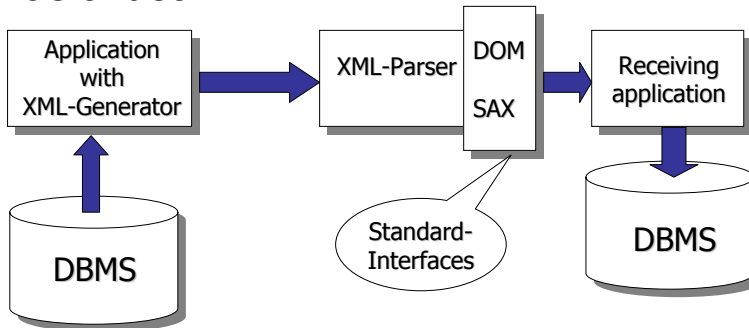 Application
with
XML-Generator
XML-Parser
DOM
SAX
Receiving
application
Standard-
Interfaces
DBMS
DBMS